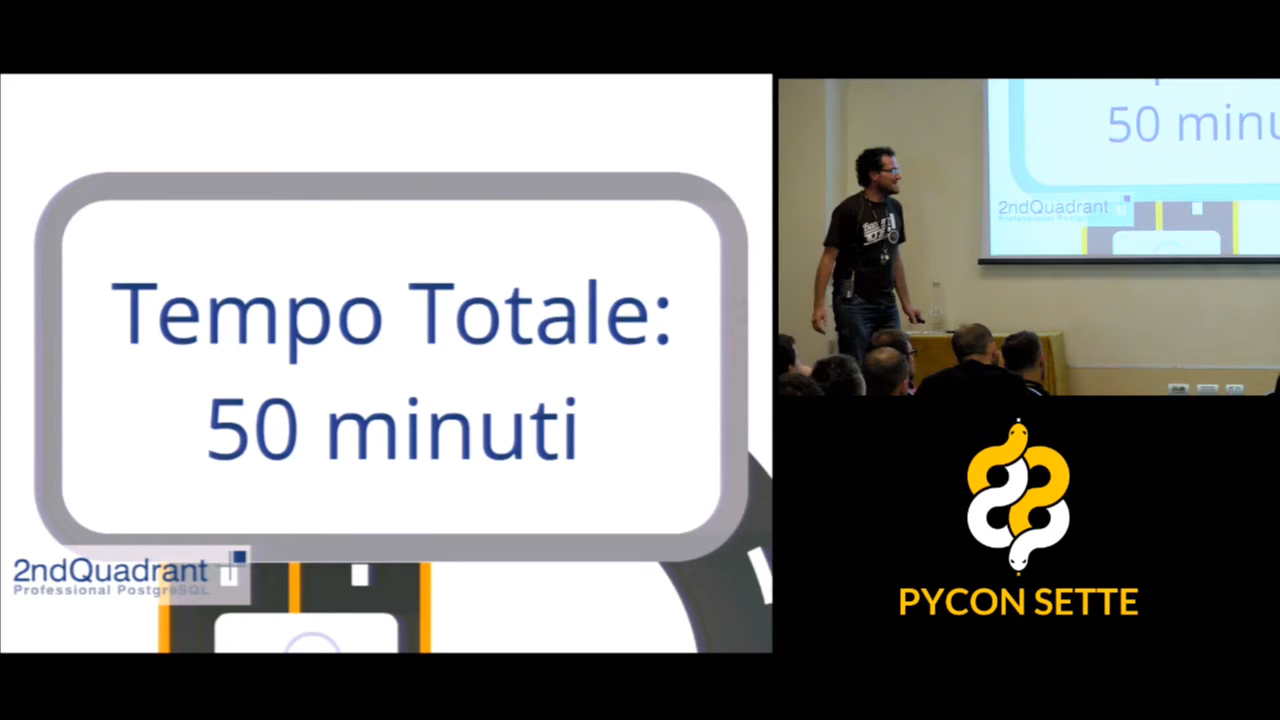 Tempo Totale:
50 minuti
2ndQuadrant
Professional PostgreSQL
50 minu
2ndQuadrant
PYCON SETTE